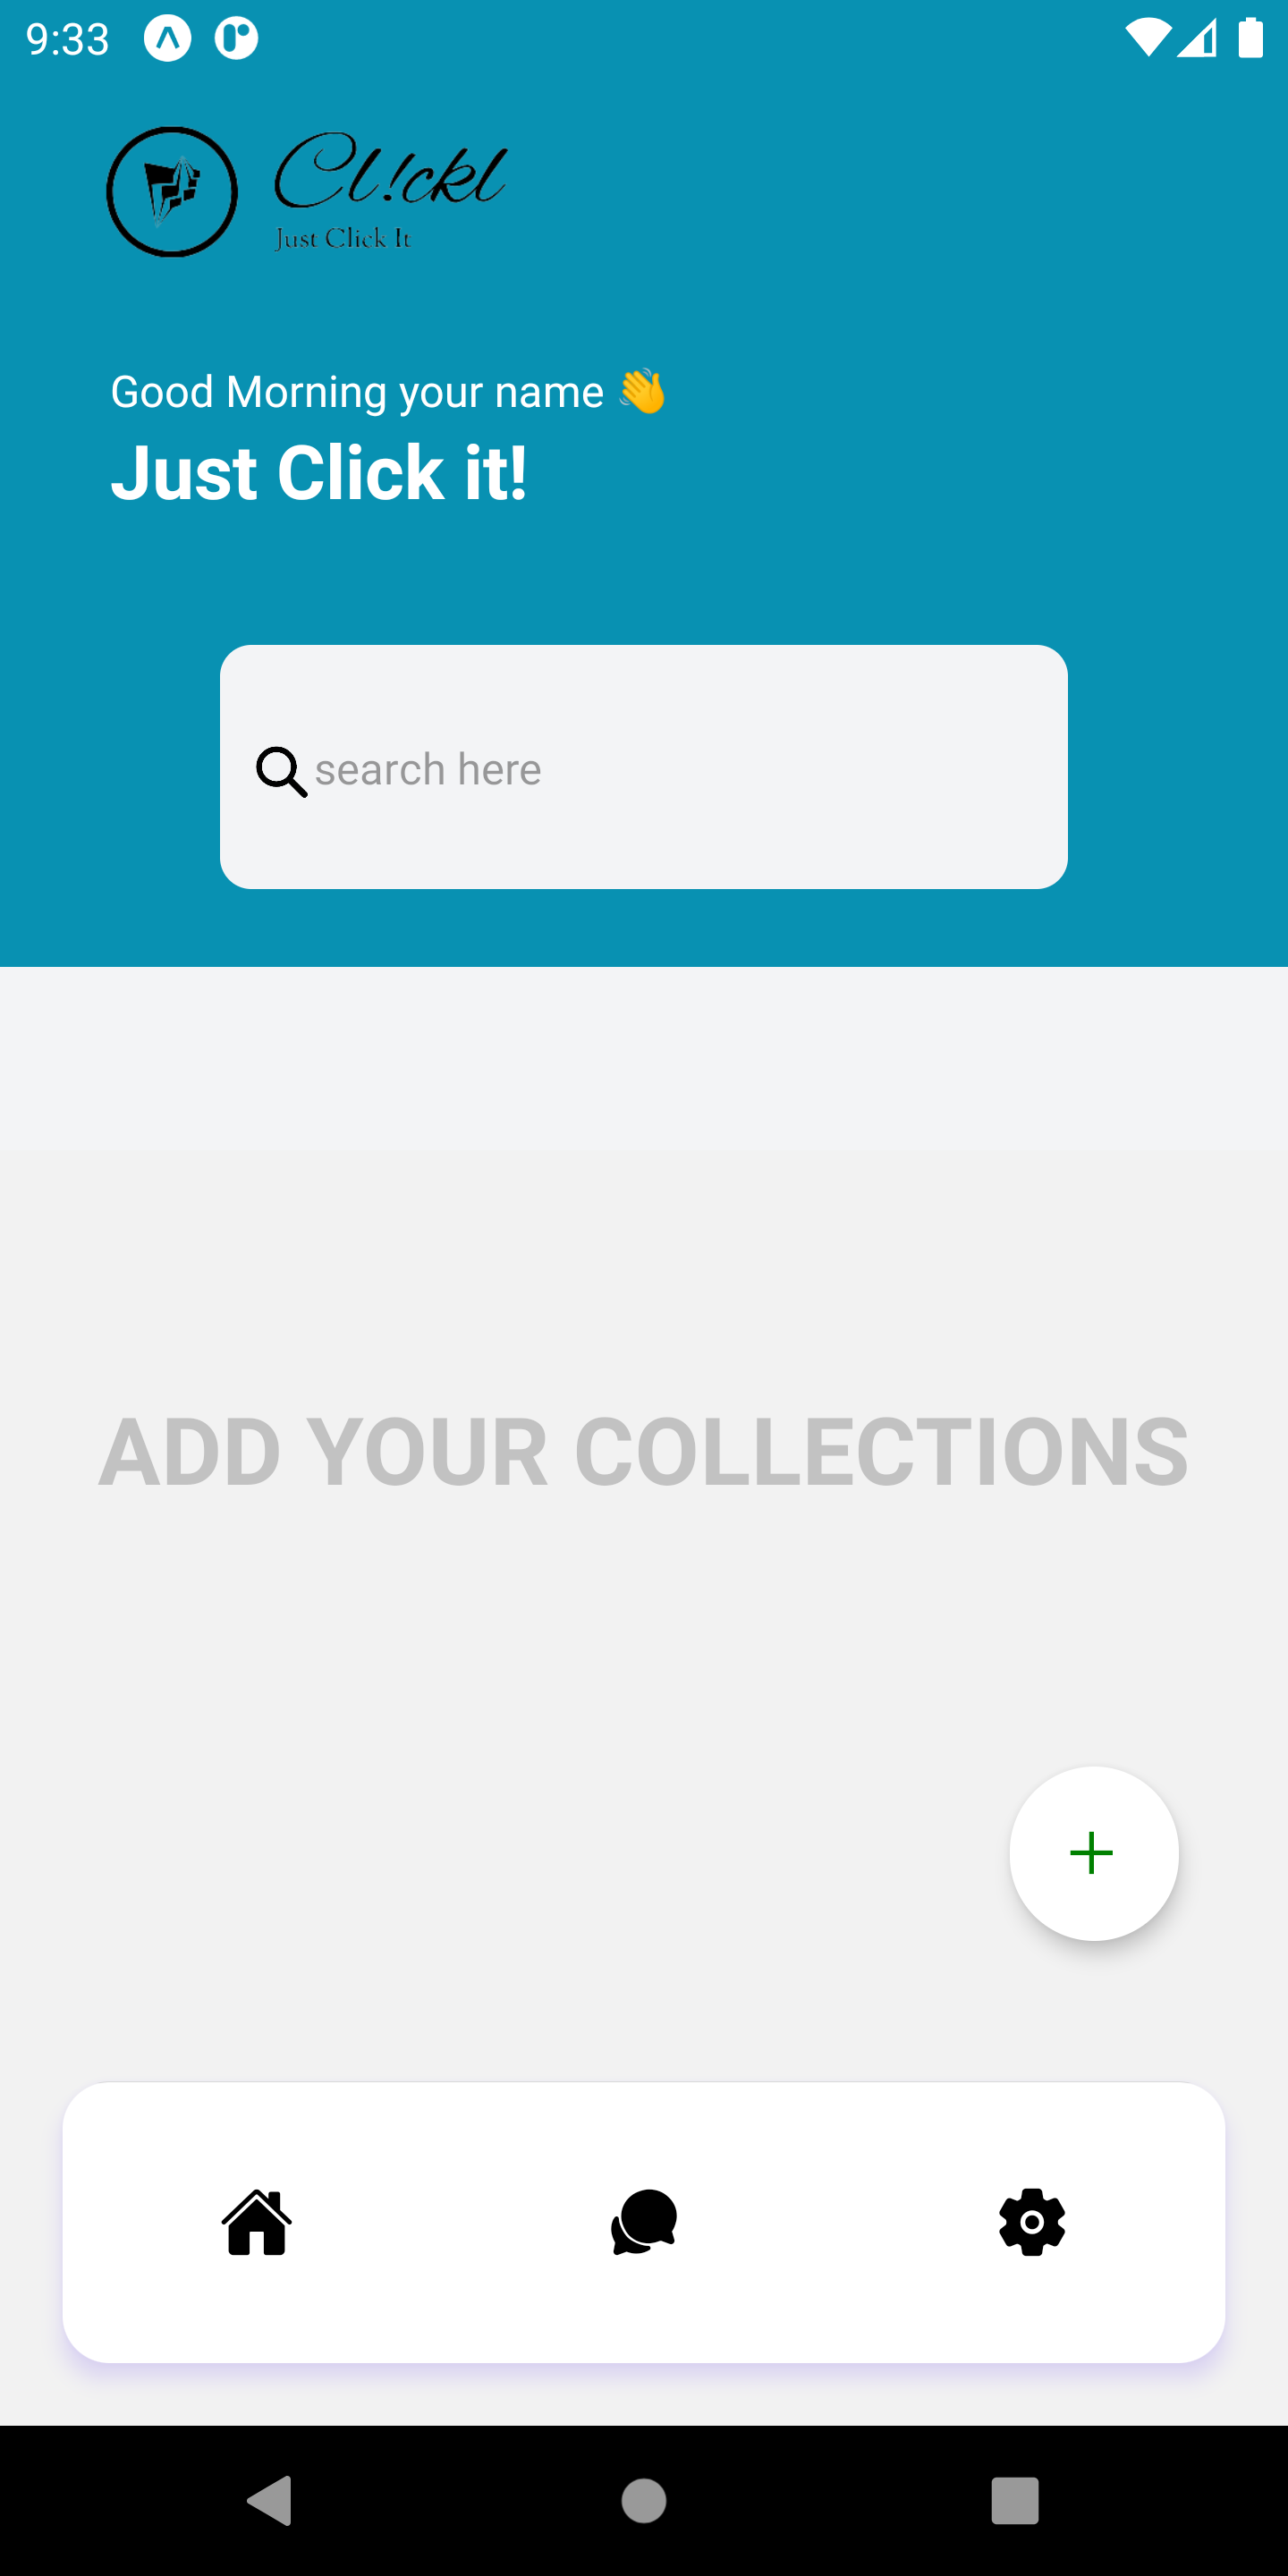 9:33
Cl!ckl
Just Click It
Good Morning your name 👋
Just Click it!
search here
ADD YOUR COLLECTIONS